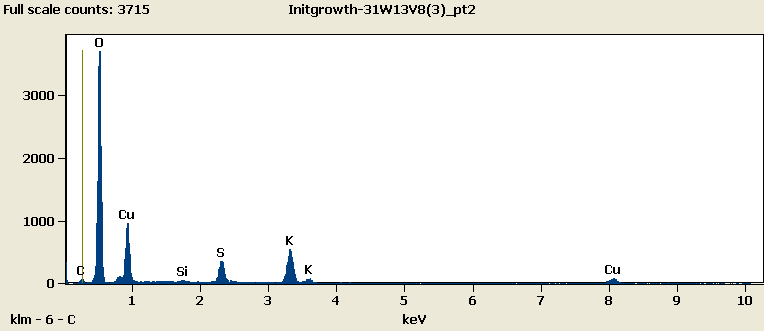 Full scale counts: 3715 Initgrowth-31W13V8(3)_pt2
O
3000
2000
Cu
1000
S
K
C
Si
K
Cu
0
1 2 3 4 5 6 7 8 9 10
klm - 6 - C keV